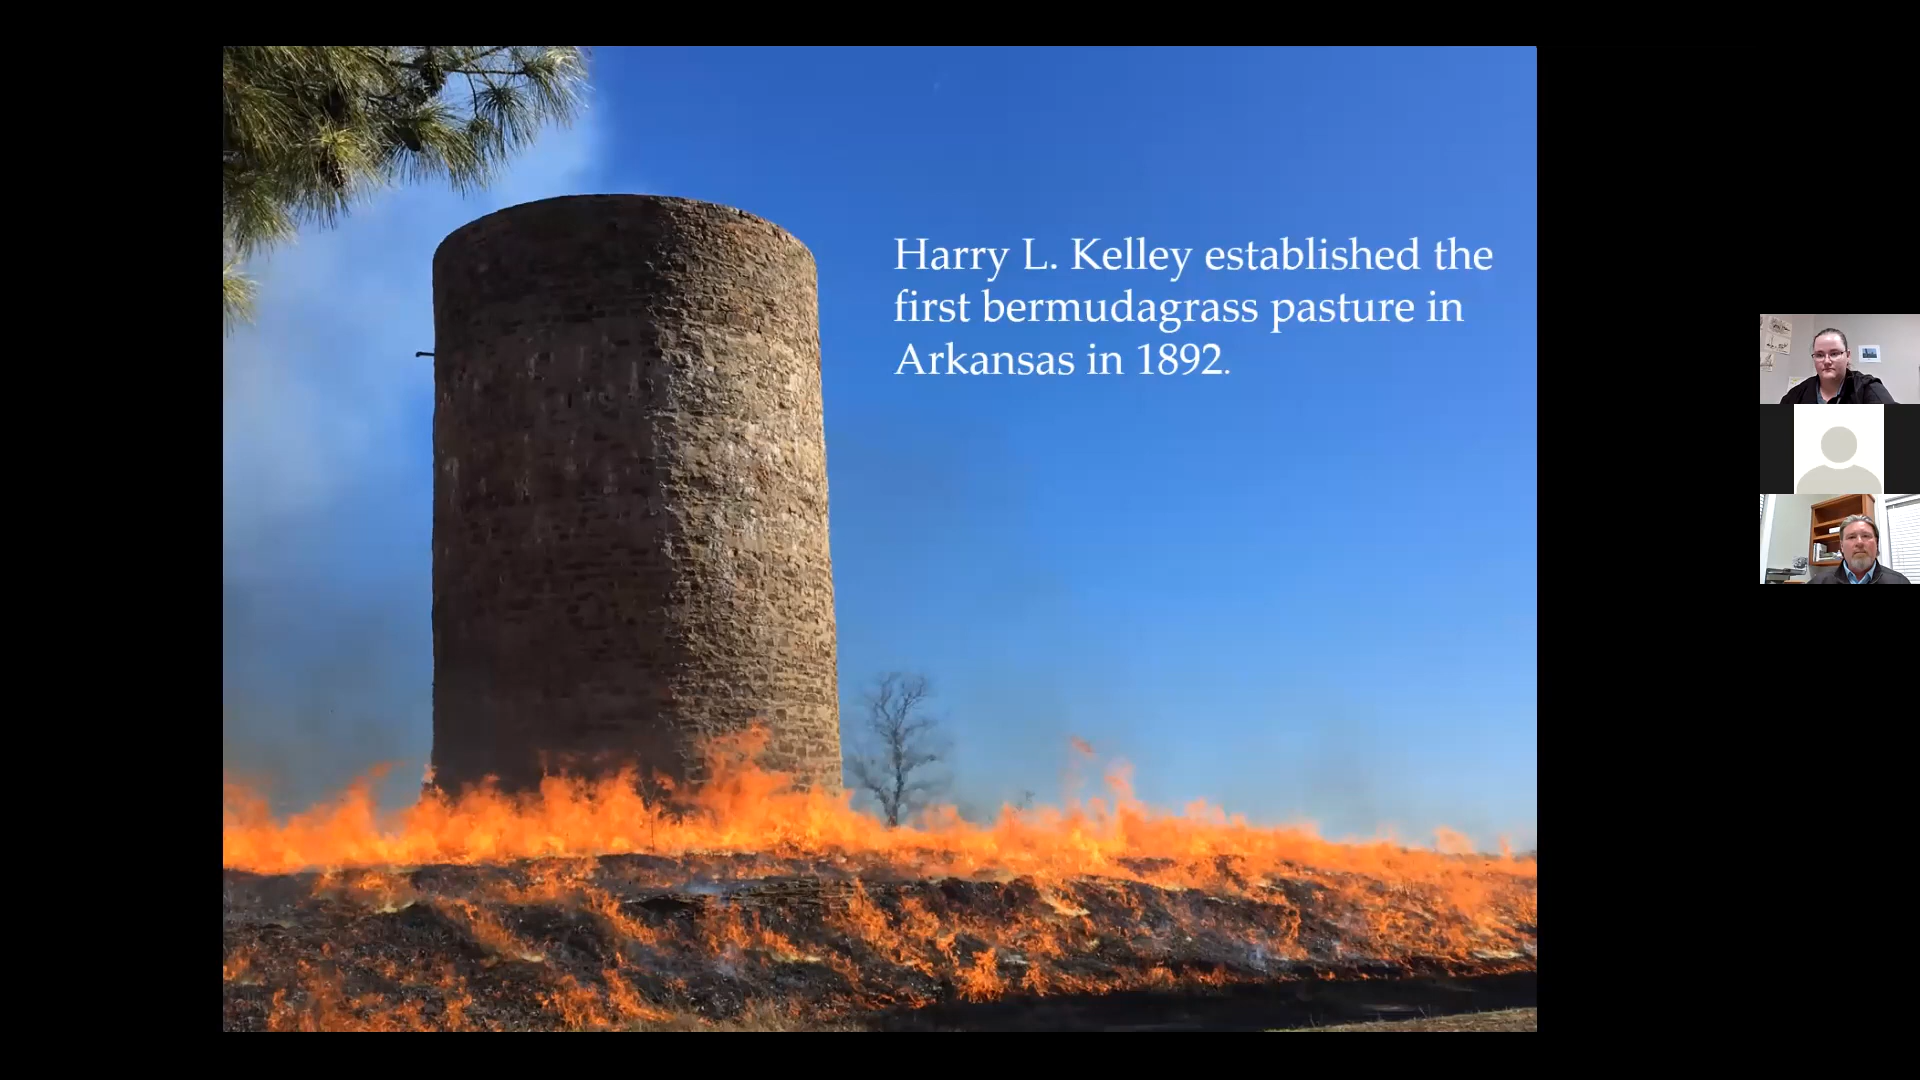 Harry L. Kelley established the
first bermudagrass pasture in
Arkansas in 1892.